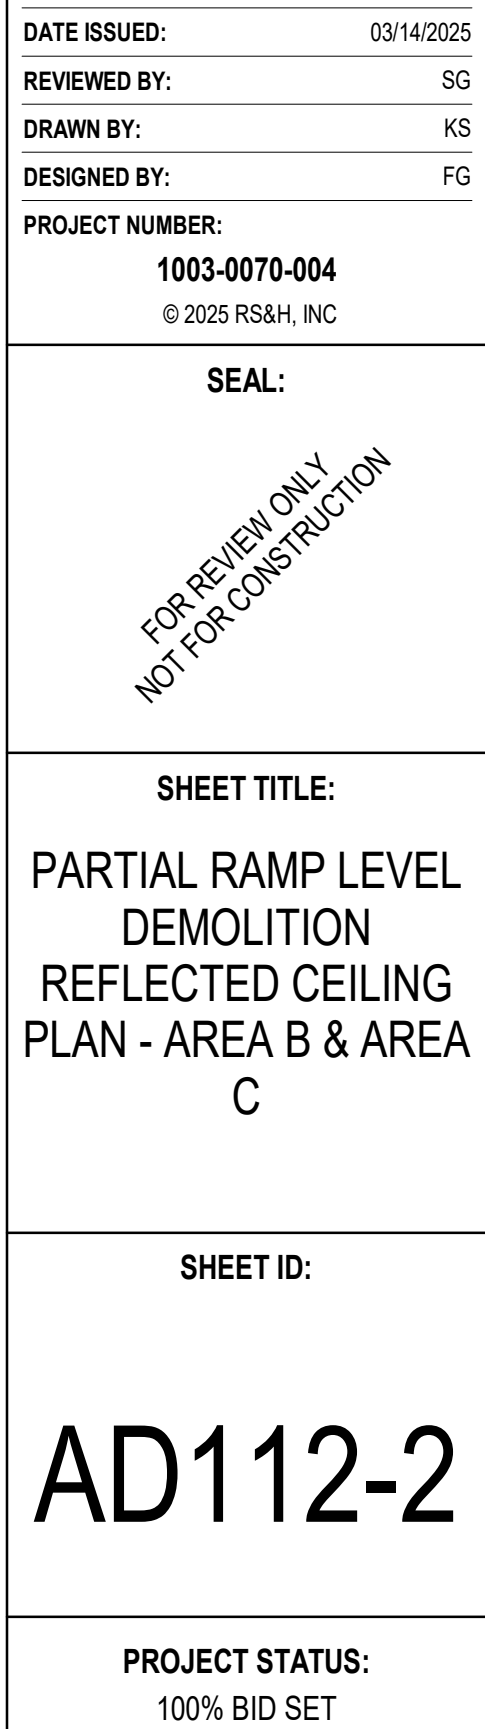 DATE ISSUED: 03/14/2025
REVIEWED BY: SG
DRAWN BY: KS
DESIGNED BY: FG
PROJECT NUMBER:
1003-0070-004
© 2025 RS&H, INC
SEAL:
FOR REVIEW ONLY
NOT FOR CONSTRUCTION
SHEET TITLE:
PARTIAL RAMP LEVEL
DEMOLITION
REFLECTED CEILING
PLAN - AREA B & AREA
C
SHEET ID:
AD112-2
PROJECT STATUS:
100% BID SET